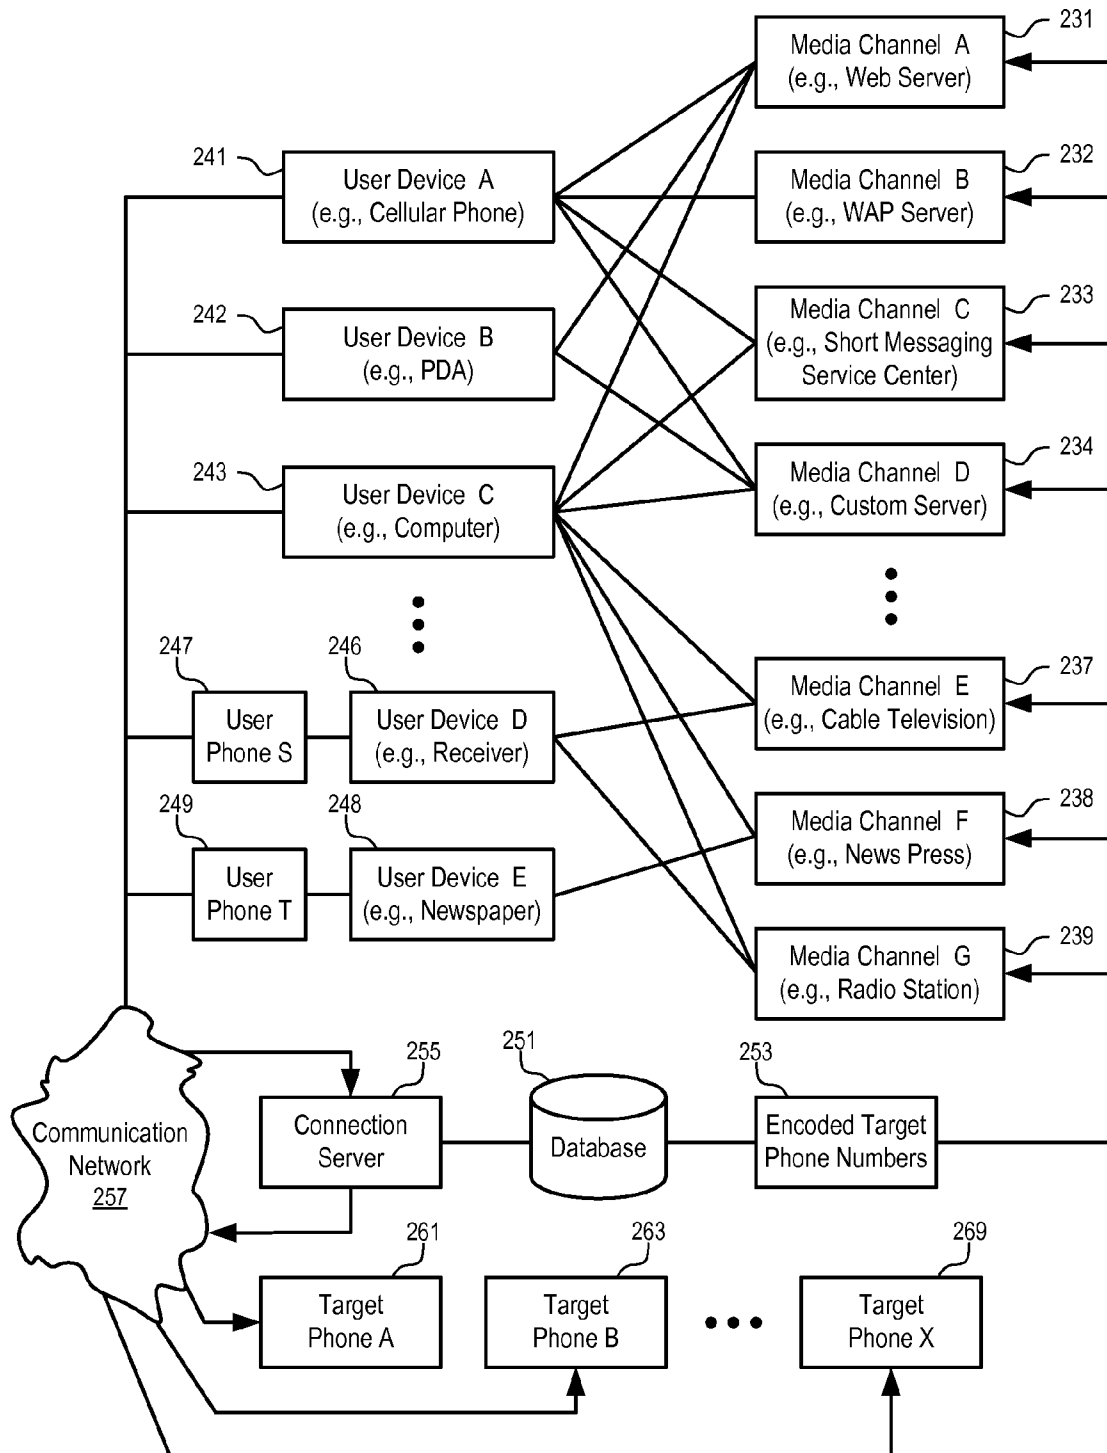 Media Channel A
(e.g., Web Server)
231
241
User Device A
(e.g., Cellular Phone)
Media Channel B
(e.g., WAP Server)
232
242
User Device B
(e.g., PDA)
Media Channel C
(e.g., Short Messaging
Service Center)
233
243
User Device C
(e.g., Computer)
Media Channel D
(e.g., Custom Server)
234
247
User
Phone S
246
User Device D
(e.g., Receiver)
Media Channel E
(e.g., Cable Television)
237
249
User
Phone T
248
User Device E
(e.g., Newspaper)
Media Channel F
(e.g., News Press)
238
Media Channel G
(e.g., Radio Station)
239
Communication
Network
257
255
Connection
Server
251
Database
253
Encoded Target
Phone Numbers
261
Target
Phone A
263
Target
Phone B
269
Target
Phone X